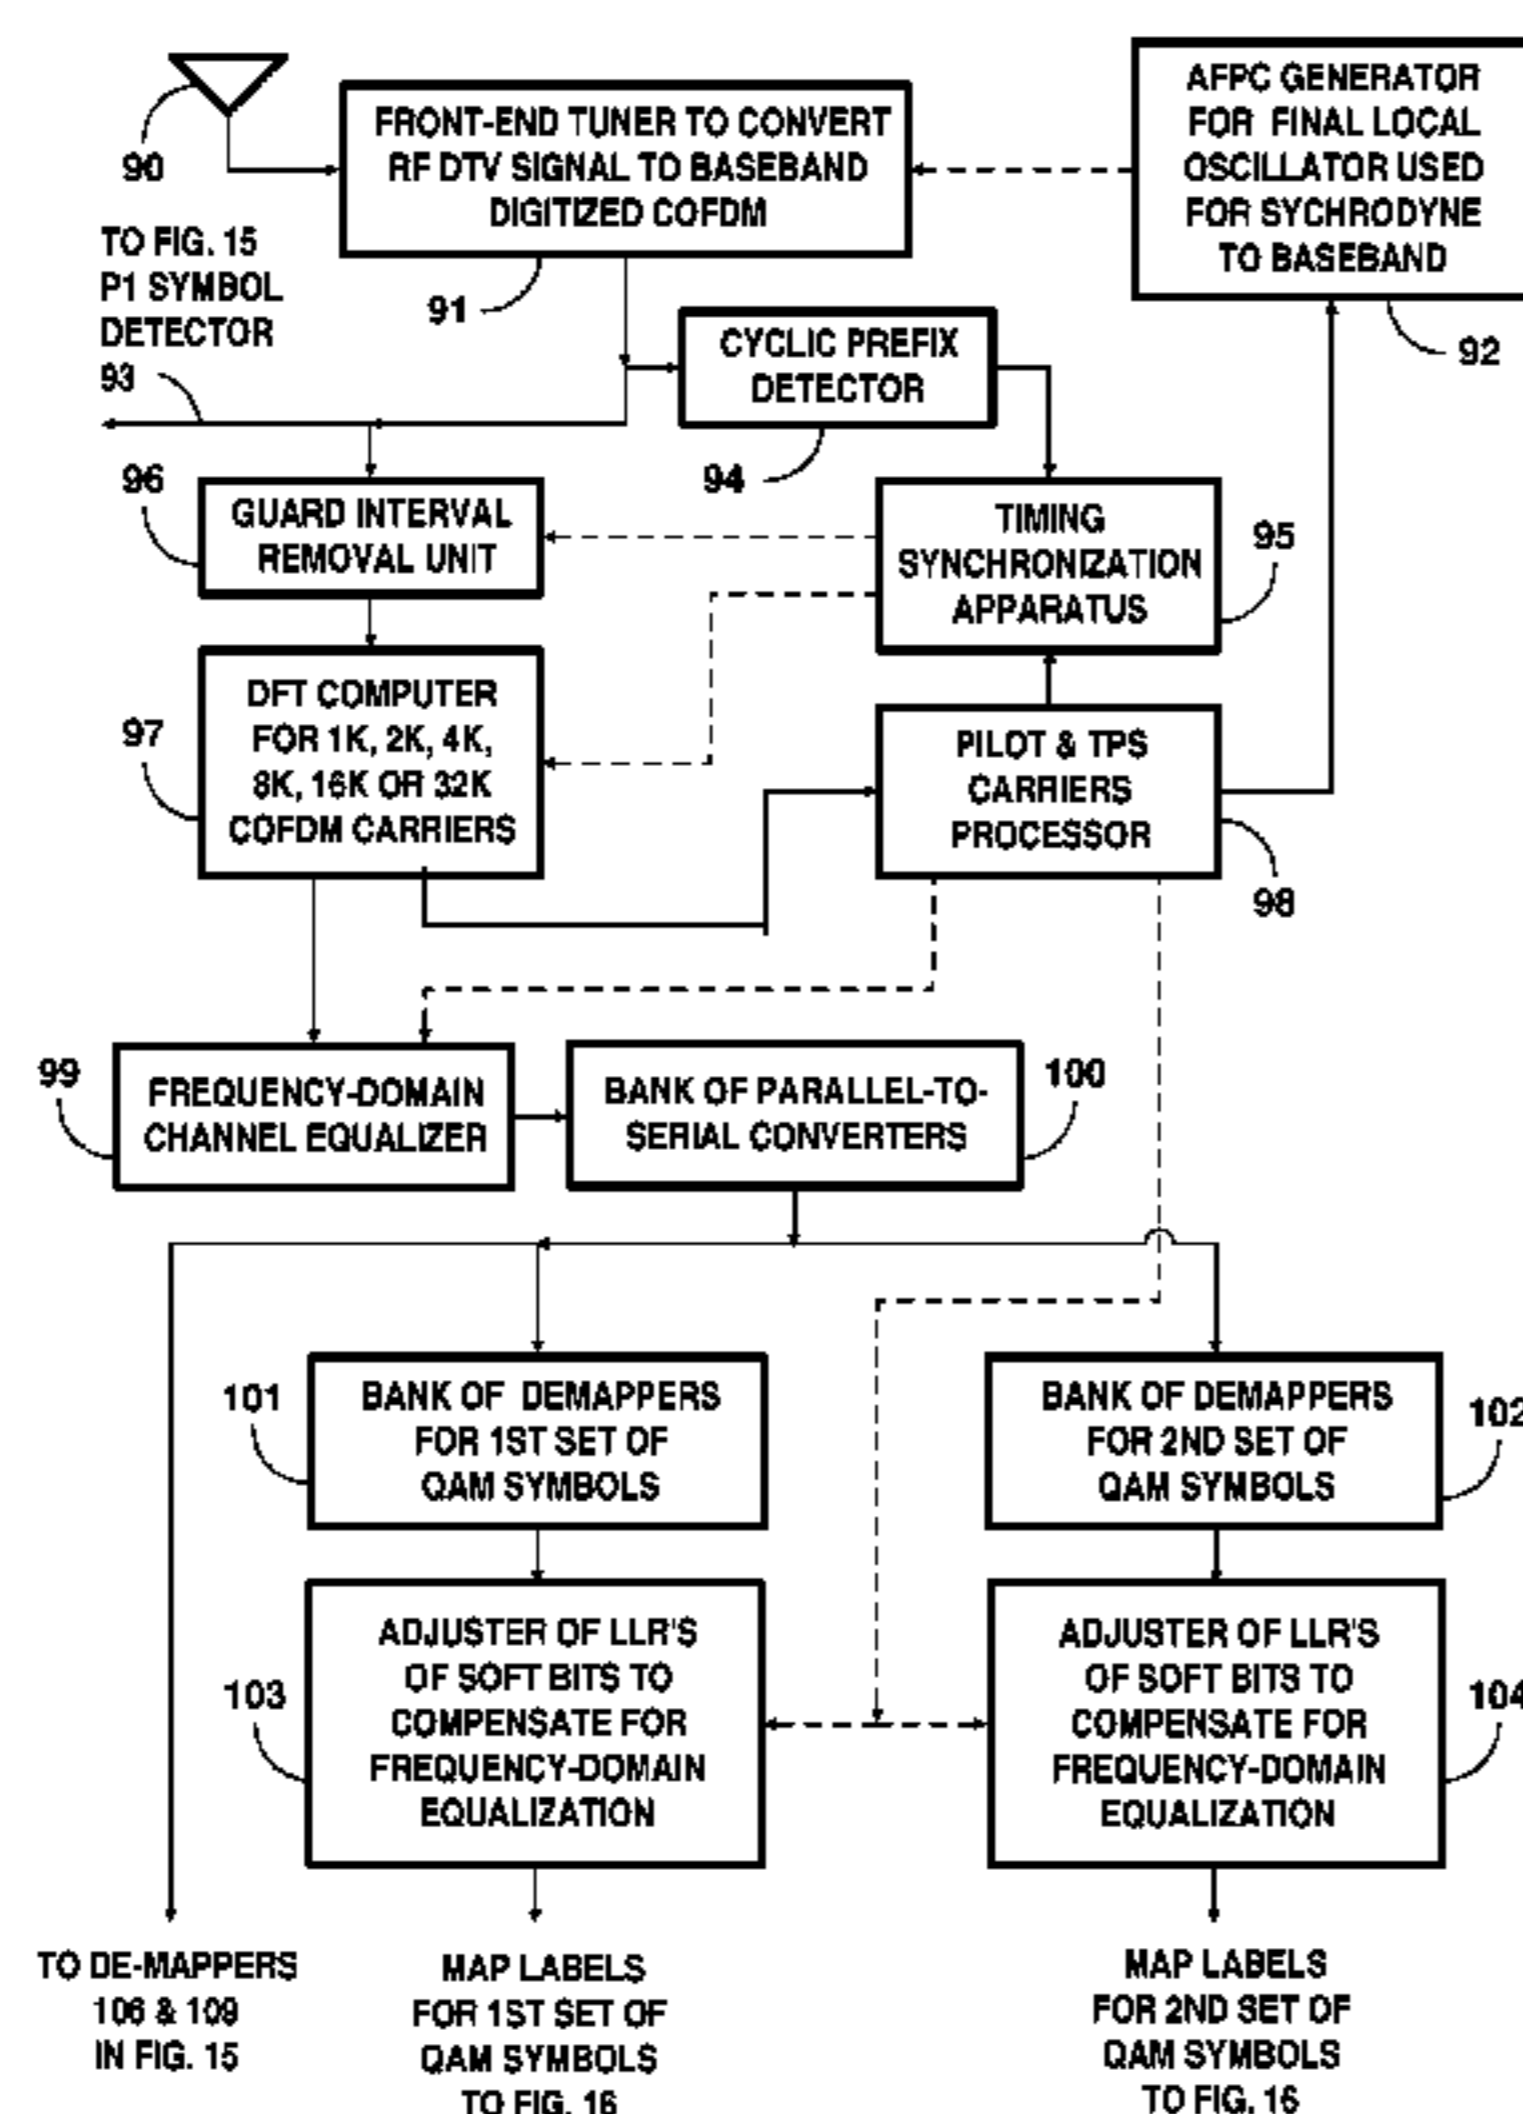 90
FRONT-END TUNER TO CONVERT
RF DTV SIGNAL TO BASEBAND
DIGITIZED COFDM
91
AFPC GENERATOR
FOR FINAL LOCAL
OSCILLATOR USED
FOR SYCHRODYNE
TO BASEBAND
92
TO FIG. 15
P1 SYMBOL
DETECTOR
93
CYCLIC PREFIX
DETECTOR
94
96
GUARD INTERVAL
REMOVAL UNIT
TIMING
SYNCHRONIZATION
APPARATUS
95
97
DFT COMPUTER
FOR 1K, 2K, 4K,
8K, 16K OR 32K
COFDM CARRIERS
PILOT & TPS
CARRIERS
PROCESSOR
98
99
FREQUENCY-DOMAIN
CHANNEL EQUALIZER
BANK OF PARALLEL-TO-
SERIAL CONVERTERS
100
101
BANK OF DEMAPPERS
FOR 1ST SET OF
QAM SYMBOLS
BANK OF DEMAPPERS
FOR 2ND SET OF
QAM SYMBOLS
102
103
ADJUSTER OF LLR'S
OF SOFT BITS TO
COMPENSATE FOR
FREQUENCY-DOMAIN
EQUALIZATION
ADJUSTER OF LLR'S
OF SOFT BITS TO
COMPENSATE FOR
FREQUENCY-DOMAIN
EQUALIZATION
104
TO DE-MAPPERS
106 & 109
IN FIG. 15
MAP LABELS
FOR 1ST SET OF
QAM SYMBOLS
TO FIG. 16
MAP LABELS
FOR 2ND SET OF
QAM SYMBOLS
TO FIG. 16